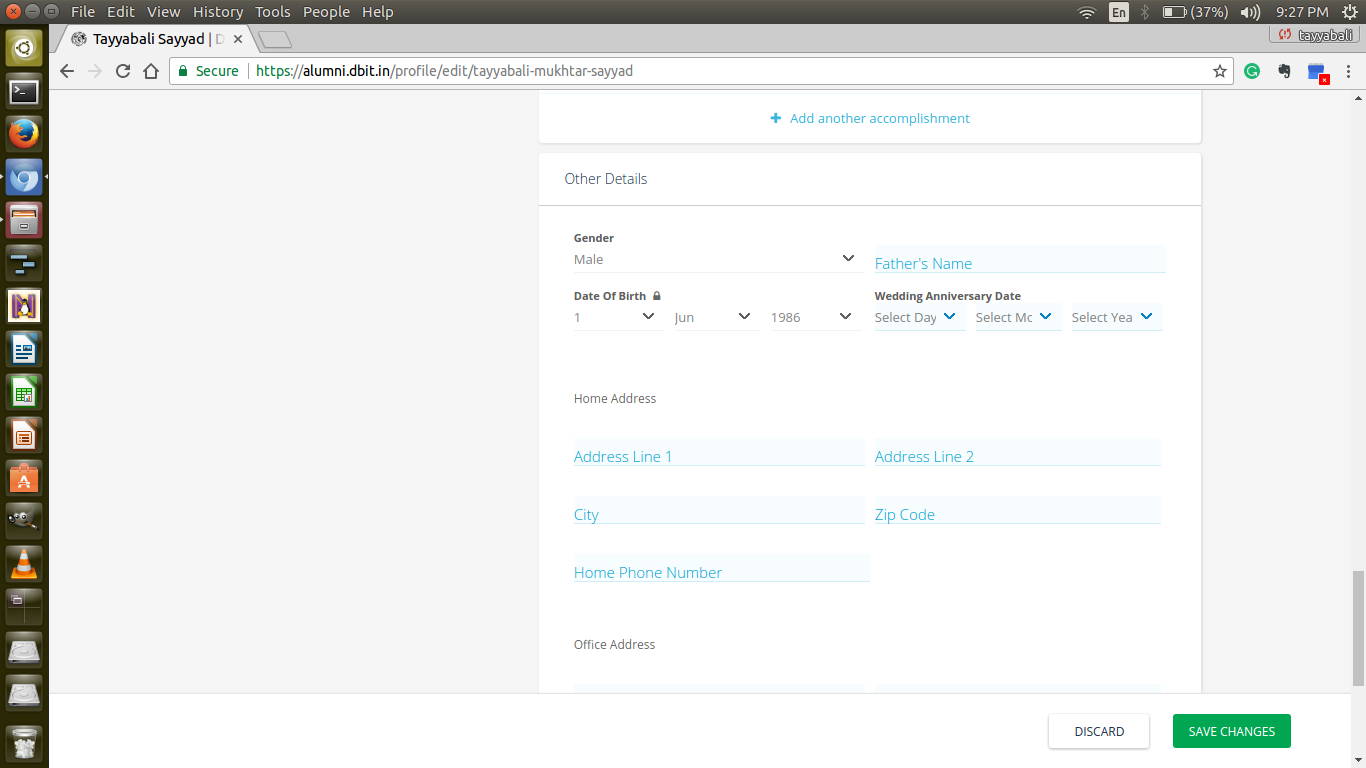 File Edit View History Tools People Help
En (37%) 9:27 PM
Tayyabali Sayyad | D
tayyabali
Secure https://alumni.dbit.in/profile/edit/tayyabali-mukhtar-sayyad
+ Add another accomplishment
Other Details
Gender
Male
Father's Name
Date Of Birth
Wedding Anniversary Date
1 Jun 1986 Select Day Select Mo Select Yea
Home Address
Address Line 1 Address Line 2
City Zip Code
Home Phone Number
Office Address
DISCARD SAVE CHANGES